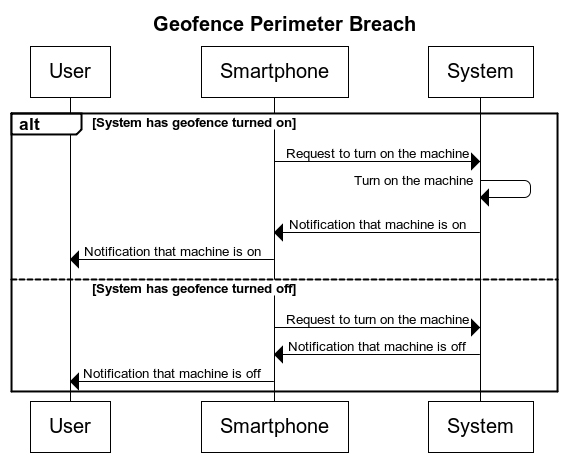 Geofence Perimeter Breach
User Smartphone System
alt [System has geofence turned on]
Request to turn on the machine
Turn on the machine
Notification that machine is on
Notification that machine is on
[System has geofence turned off]
Request to turn on the machine
Notification that machine is off
Notification that machine is off
User Smartphone System